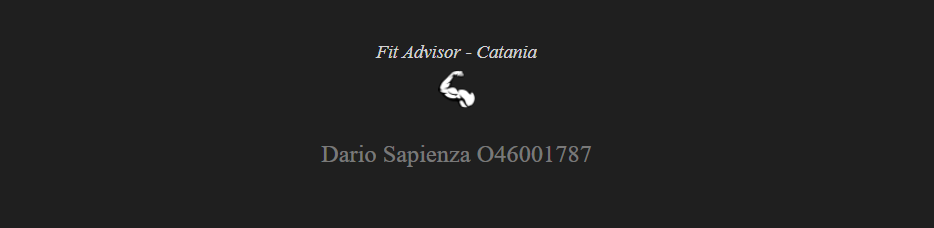 Fit Advisor - Catania
Dario Sapienza O46001787